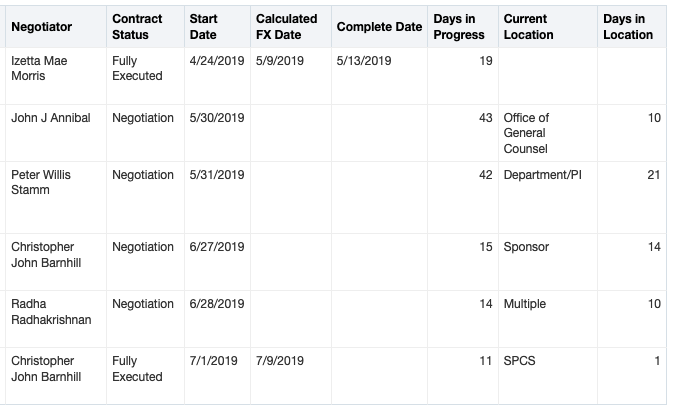 Negotiator Contract Status Start Date Calculated FX Date Complete Date Days in Progress Current Location Days in Location
Izetta Mae Morris Fully Executed 4/24/2019 5/9/2019 5/13/2019 19
John J Annibal Negotiation 5/30/2019 43 Office of General Counsel 10
Peter Willis Stamm Negotiation 5/31/2019 42 Department/PI 21
Christopher John Barnhill Negotiation 6/27/2019 15 Sponsor 14
Radha Radhakrishnan Negotiation 6/28/2019 14 Multiple 10
Christopher John Barnhill Fully Executed 7/1/2019 7/9/2019 11 SPCS 1